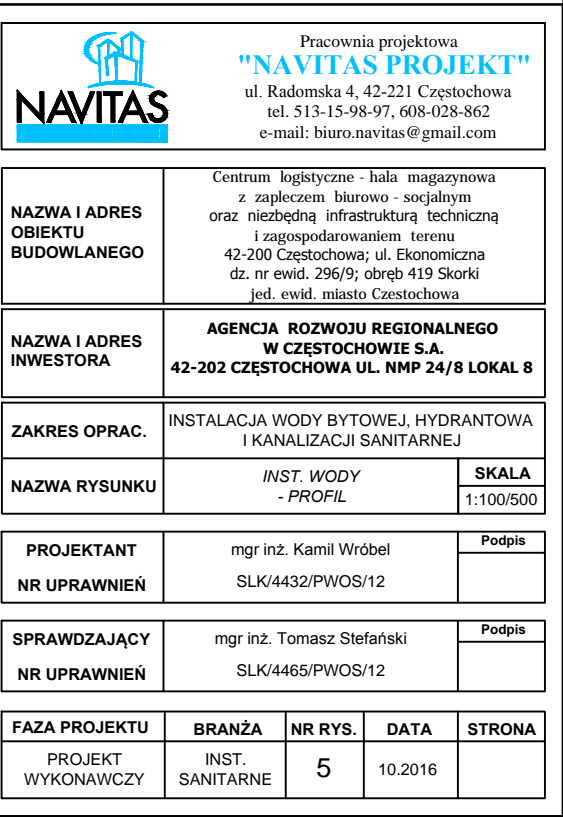 NAVITAS
Pracownia projektowa
"NAVITAS PROJEKT"
ul. Radomska 4, 42-221 Częstochowa
tel. 513-15-98-97, 608-028-862
e-mail: biuro.navitas@gmail.com
NAZWA I ADRES
OBIEKTU
BUDOWLANEGO
Centrum logistyczne - hala magazynowa
z zapleczem biurowo - socjalnym
oraz niezbędną infrastrukturą techniczną
i zagospodarowaniem terenu
42-200 Częstochowa; ul. Ekonomiczna
dz. nr ewid. 296/9; obręb 419 Skorki
jed. ewid. miasto Czestochowa
NAZWA I ADRES
INWESTORA
AGENCJA ROZWOJU REGIONALNEGO
W CZĘSTOCHOWIE S.A.
42-202 CZĘSTOCHOWA UL. NMP 24/8 LOKAL 8
ZAKRES OPRAC.
INSTALACJA WODY BYTOWEJ, HYDRANTOWA
I KANALIZACJI SANITARNEJ
NAZWA RYSUNKU
INST. WODY
- PROFIL
SKALA
1:100/500
PROJEKTANT
mgr inż. Kamil Wróbel
Podpis
NR UPRAWNIEŃ
SLK/4432/PWOS/12
SPRAWDZAJĄCY
mgr inż. Tomasz Stefański
Podpis
NR UPRAWNIEŃ
SLK/4465/PWOS/12
FAZA PROJEKTU
BRANŻA
NR RYS.
DATA
STRONA
PROJEKT
WYKONAWCZY
INST.
SANITARNE
5
10.2016